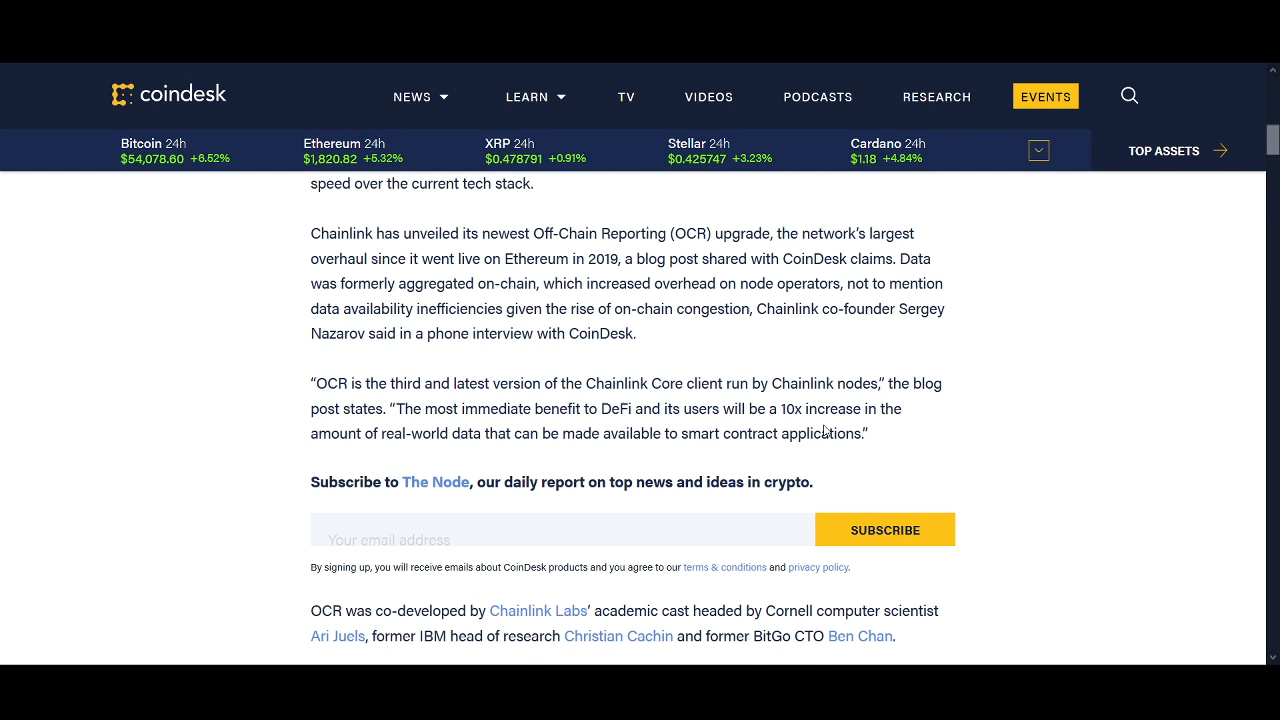 coindesk
NEWS
LEARN
TV
VIDEOS
PODCASTS
RESEARCH
EVENTS
Bitcoin 24h
$54,078.60 +6.52%
Ethereum 24h
$1,820.82 +5.32%
XRP 24h
$0.478791 +0.91%
Stellar 24h
$0.425747 +3.23%
Cardano 24h
$1.18 +4.84%
TOP ASSETS
speed over the current tech stack.
Chainlink has unveiled its newest Off-Chain Reporting (OCR) upgrade, the network’s largest
overhaul since it went live on Ethereum in 2019, a blog post shared with CoinDesk claims. Data
was formerly aggregated on-chain, which increased overhead on node operators, not to mention
data availability inefficiencies given the rise of on-chain congestion, Chainlink co-founder Sergey
Nazarov said in a phone interview with CoinDesk.
“OCR is the third and latest version of the Chainlink Core client run by Chainlink nodes,” the blog
post states. “The most immediate benefit to DeFi and its users will be a 10x increase in the
amount of real-world data that can be made available to smart contract applications.”
Subscribe to The Node, our daily report on top news and ideas in crypto.
Your email address
SUBSCRIBE
By signing up, you will receive emails about CoinDesk products and you agree to our terms & conditions and privacy policy.
OCR was co-developed by Chainlink Labs’ academic cast headed by Cornell computer scientist
Ari Juels, former IBM head of research Christian Cachin and former BitGo CTO Ben Chan.